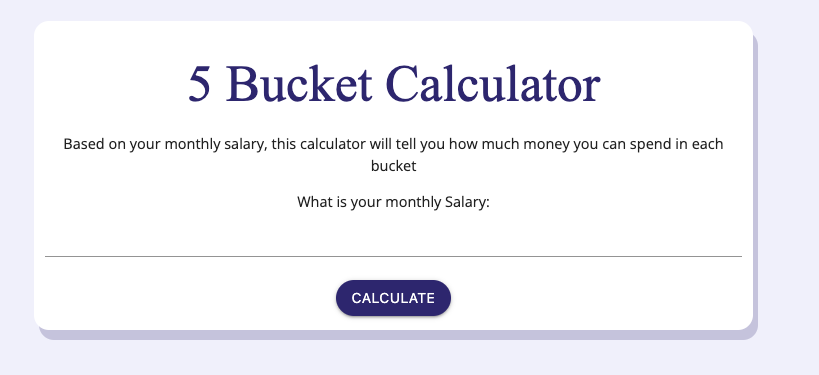 5 Bucket Calculator
Based on your monthly salary, this calculator will tell you how much money you can spend in each
bucket
What is your monthly Salary:
CALCULATE